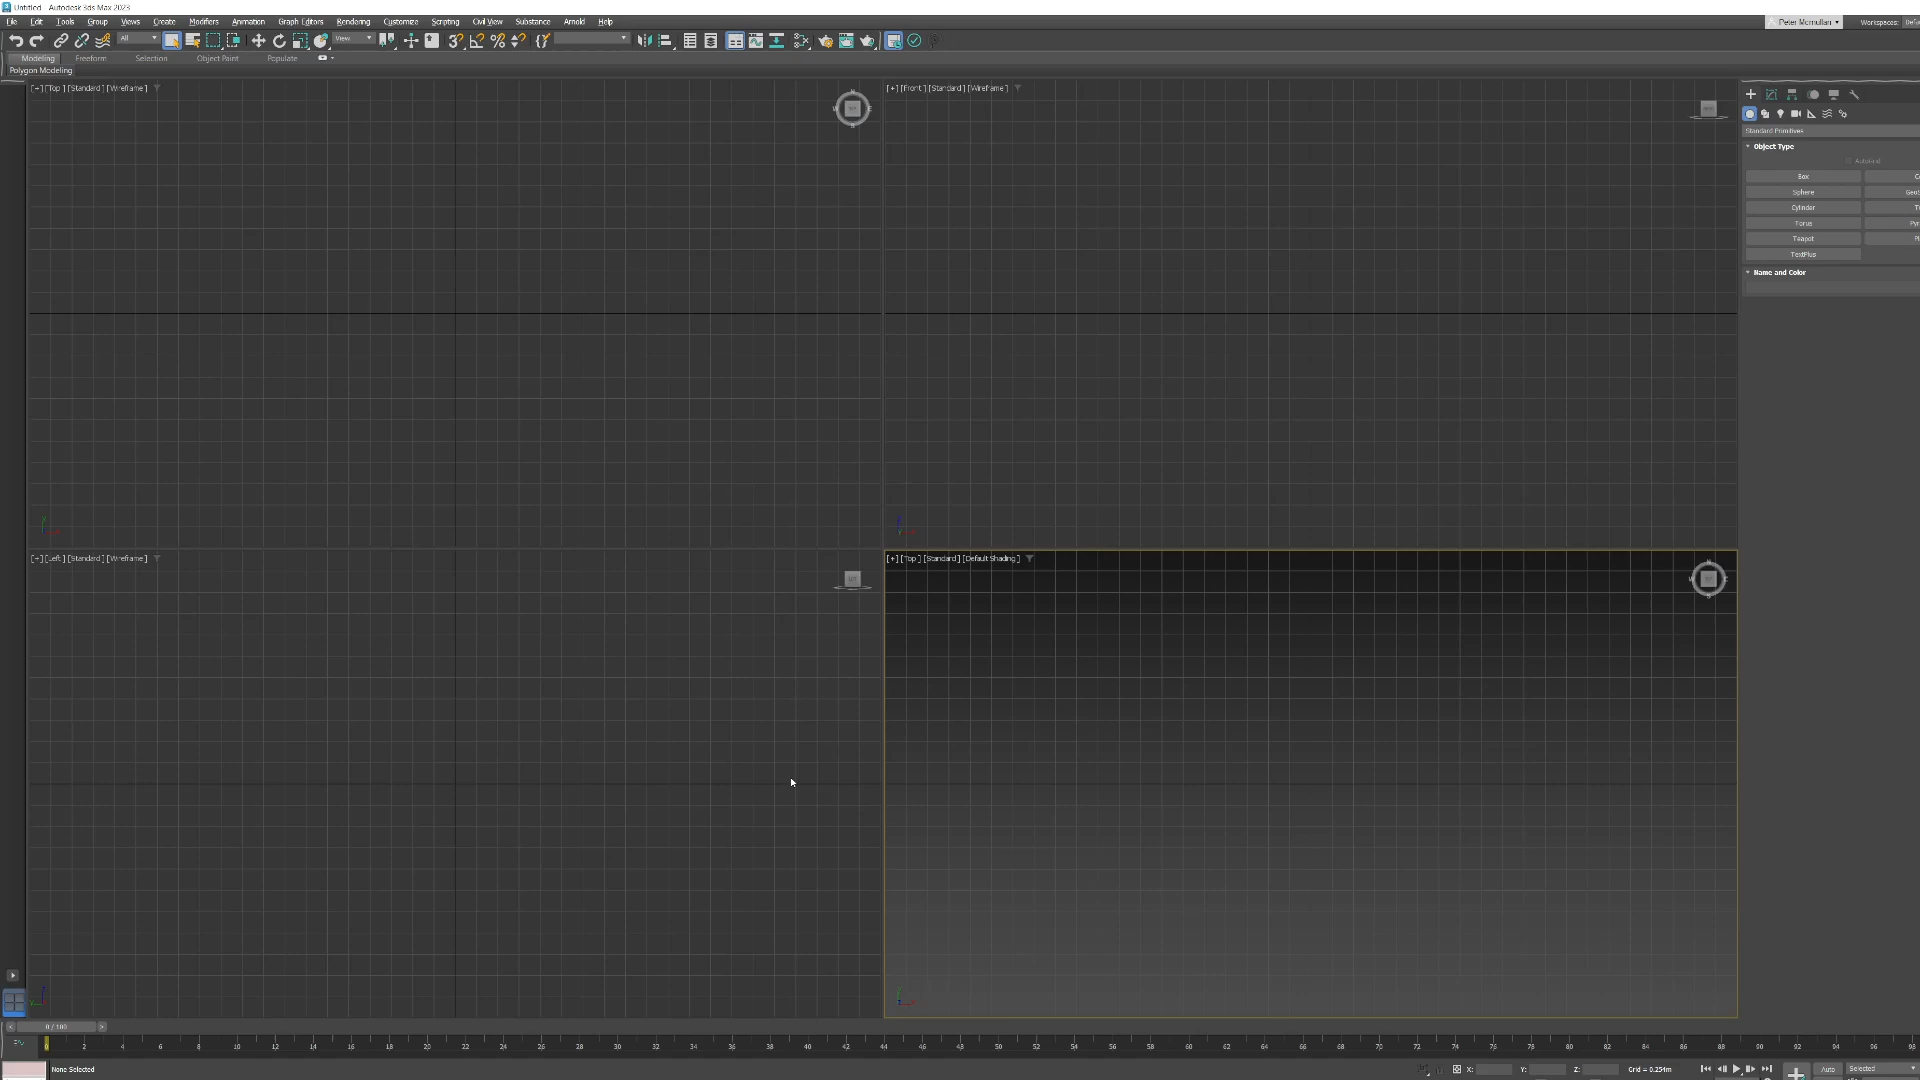 Untitled - Autodesk 3ds Max 2023
File Edit Tools Group Views Create Modifiers Animation Graph Editors Rendering Customize Scripting Civil View Substance Arnold Help
Peter Mcmullan
Workspaces:
All
View
Modeling Freeform Selection Object Paint Populate
Polygon Modeling
[+] [Top] [Standard] [Wireframe]
[+] [Front] [Standard] [Wireframe]
Standard Primitives
Object Type
AutoGrid
Box
Sphere
Cylinder
Torus
Teapot
TextPlus
Name and Color
[+] [Left] [Standard] [Wireframe]
[+] [Top] [Standard] [Default Shading]
0 / 100
0 2 4 6 8 10 12 14 16 18 20 22 24 26 28 30 32 34 36 38 40 42 44 46 48 50 52 54 56 58 60 62 64 66 68 70 72 74 76 78 80 82 84 86 88 90 92 94 96 98
None Selected
X: Y: Z: Grid = 0.254m
Auto Selected